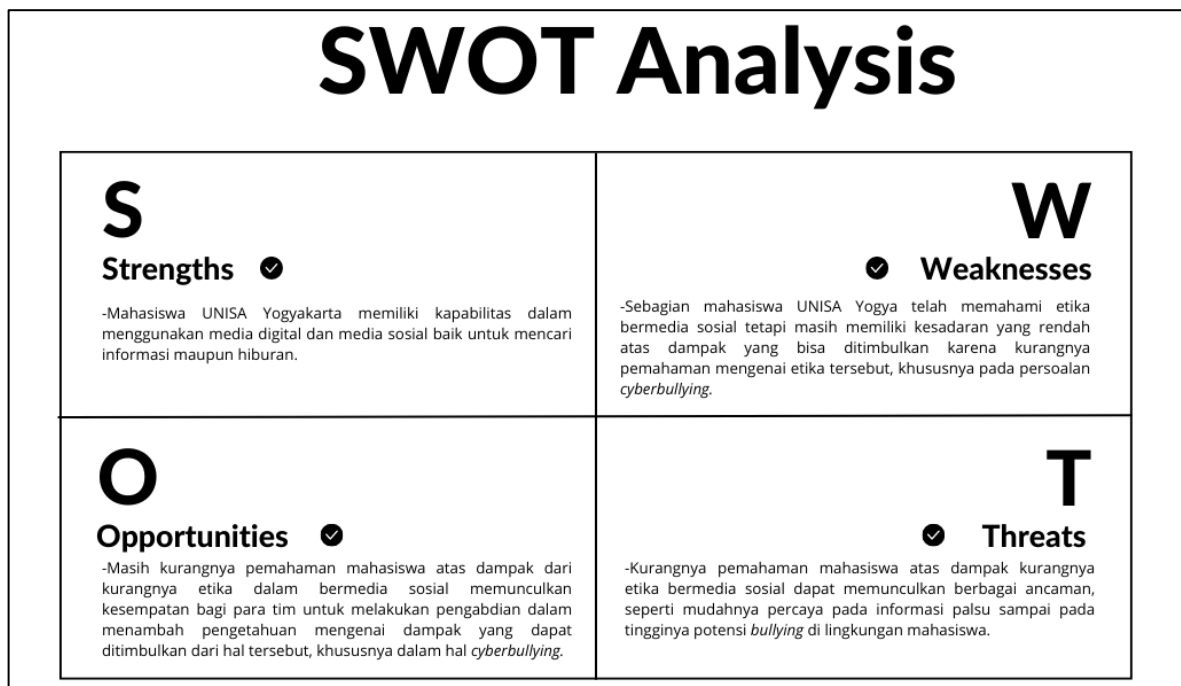 SWOT Analysis
S
Strengths
-Mahasiswa UNISA Yogyakarta memiliki kapabilitas dalam
menggunakan media digital dan media sosial baik untuk mencari
informasi maupun hiburan.
W
Weaknesses
-Sebagian mahasiswa UNISA Yogya telah memahami etika
bermedia sosial tetapi masih memiliki kesadaran yang rendah
atas dampak yang bisa ditimbulkan karena kurangnya
pemahaman mengenai etika tersebut, khususnya pada persoalan
cyberbullying.
O
Opportunities
-Masih kurangnya pemahaman mahasiswa atas dampak dari
kurangnya etika dalam bermedia sosial memunculkan
kesempatan bagi para tim untuk melakukan pengabdian dalam
menambah pengetahuan mengenai dampak yang dapat
ditimbulkan dari hal tersebut, khususnya dalam hal cyberbullying.
T
Threats
-Kurangnya pemahaman mahasiswa atas dampak kurangnya
etika bermedia sosial dapat memunculkan berbagai ancaman,
seperti mudahnya percaya pada informasi palsu sampai pada
tingginya potensi bullying di lingkungan mahasiswa.